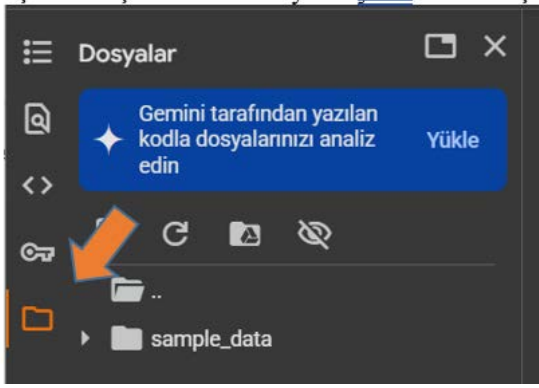 Dosyalar
Gemini tarafından yazılan
kodla dosyalarınızı analiz
edin
Yükle
..
sample_data